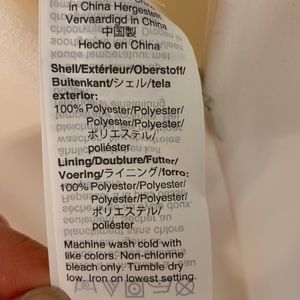 in China Hergestellt
Vervaardigd in China
中国製
Hecho en China
Shell/Extérieur/Oberstoff/
Buitenkant/シェル/tela
exterior:
100% Polyester/Polyester/
Polyester/Polyester/
ポリエステル/
poliéster
Lining/Doublure/Futter/
Voering/ライニング/forro:
100% Polyester/Polyester/
Polyester/Polyester/
ポリエステル/
poliéster
Machine wash cold with
like colors. Non-chlorine
bleach only. Tumble dry
low. Iron on lowest setting.